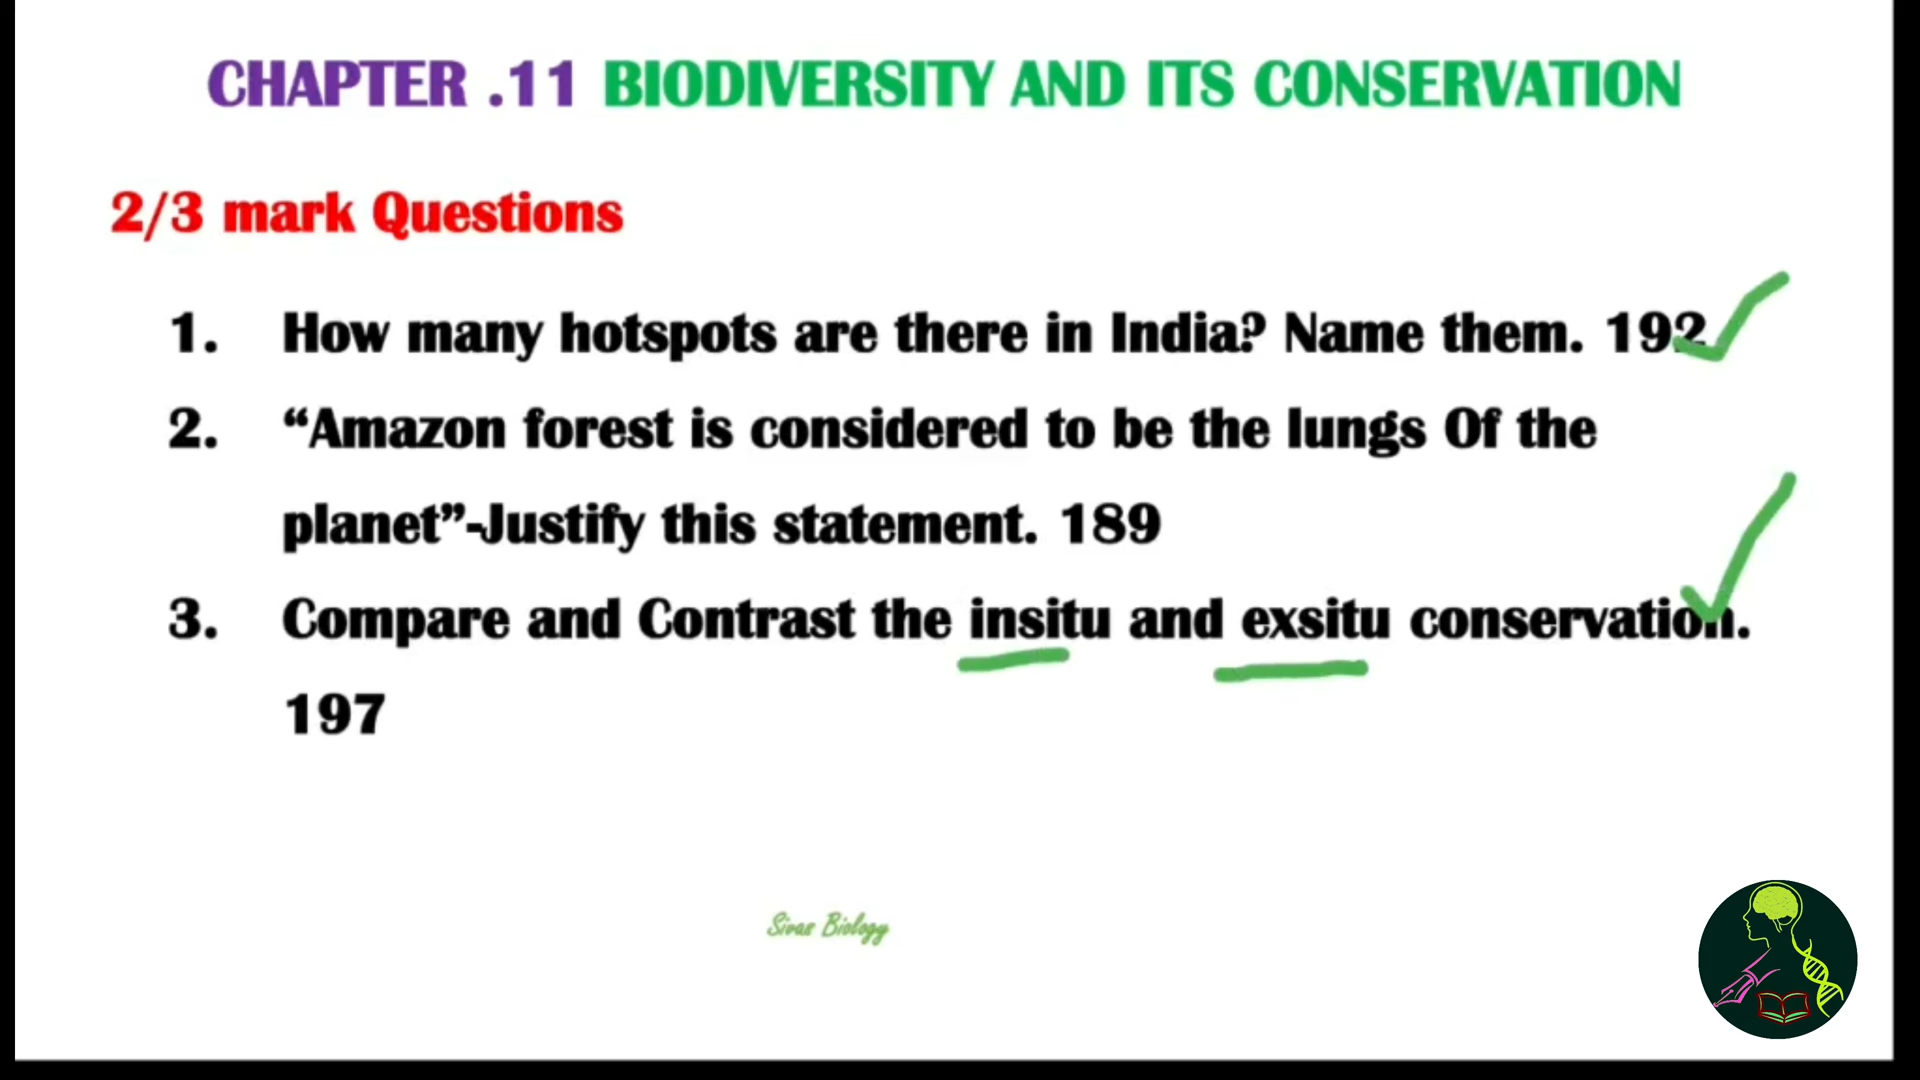 CHAPTER .11 BIODIVERSITY AND ITS CONSERVATION
2/3 mark Questions
1. How many hotspots are there in India? Name them. 192
2. “Amazon forest is considered to be the lungs Of the
planet”-Justify this statement. 189
3. Compare and Contrast the insitu and exsitu conservation.
197
Sivas Biology